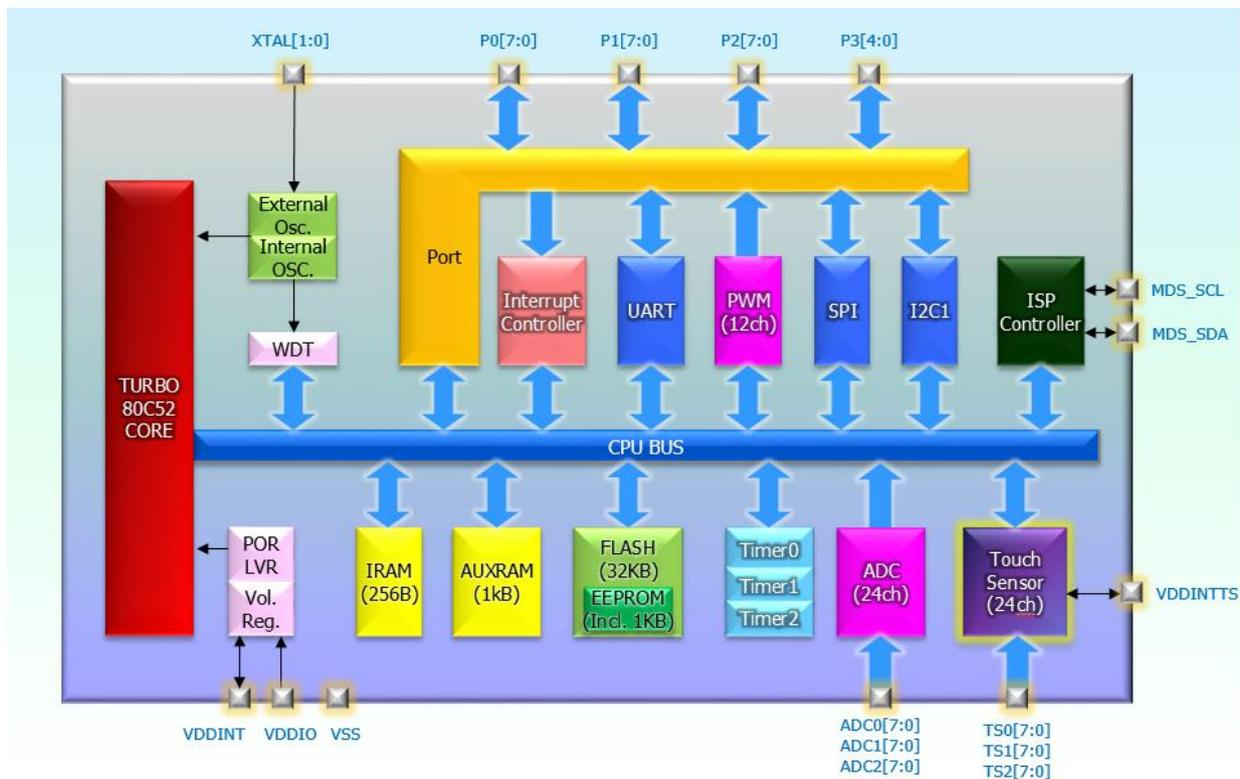 XTAL[1:0]
P0[7:0]
P1[7:0]
P2[7:0]
P3[4:0]
External
Osc.
Internal
OSC.
WDT
Port
Interrupt
Controller
UART
PWM
(12ch)
SPI
I2C1
ISP
Controller
MDS_SCL
MDS_SDA
TURBO
80C52
CORE
CPU BUS
POR
LVR
Vol.
Reg.
IRAM
(256B)
AUXRAM
(1kB)
FLASH
(32KB)
EEPROM
(Incl. 1KB)
Timer0
Timer1
Timer2
ADC
(24ch)
Touch
Sensor
(24ch)
VDDINTTS
VDDINT
VDDIO
VSS
ADC0[7:0]
ADC1[7:0]
ADC2[7:0]
TS0[7:0]
TS1[7:0]
TS2[7:0]